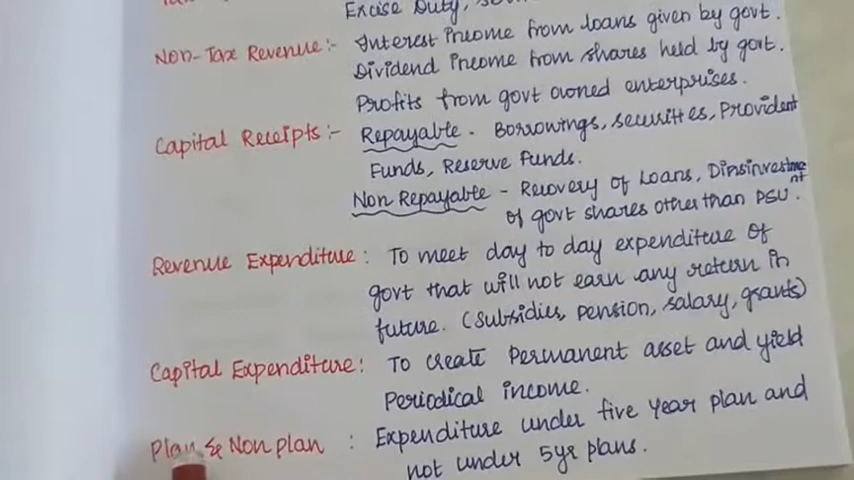 Excise Duty,
Non-Tax Revenue :- Interest income from loans given by govt.
Dividend income from shares held by govt.
Profits from govt owned enterprises.
Capital Receipts :- Repayable - Borrowings, securities, Provident
Funds, Reserve funds.
Non Repayable - Recovery of Loans, Dinsinvestment
of govt shares other than PSU.
Revenue Expenditure : To meet day to day expenditure of
govt that will not earn any return in
future. (subsidies, pension, salary, grants)
Capital Expenditure : To create permanent asset and yield
Periodical income.
Plan & Non plan : Expenditure under five year plan and
not under 5yr plans.